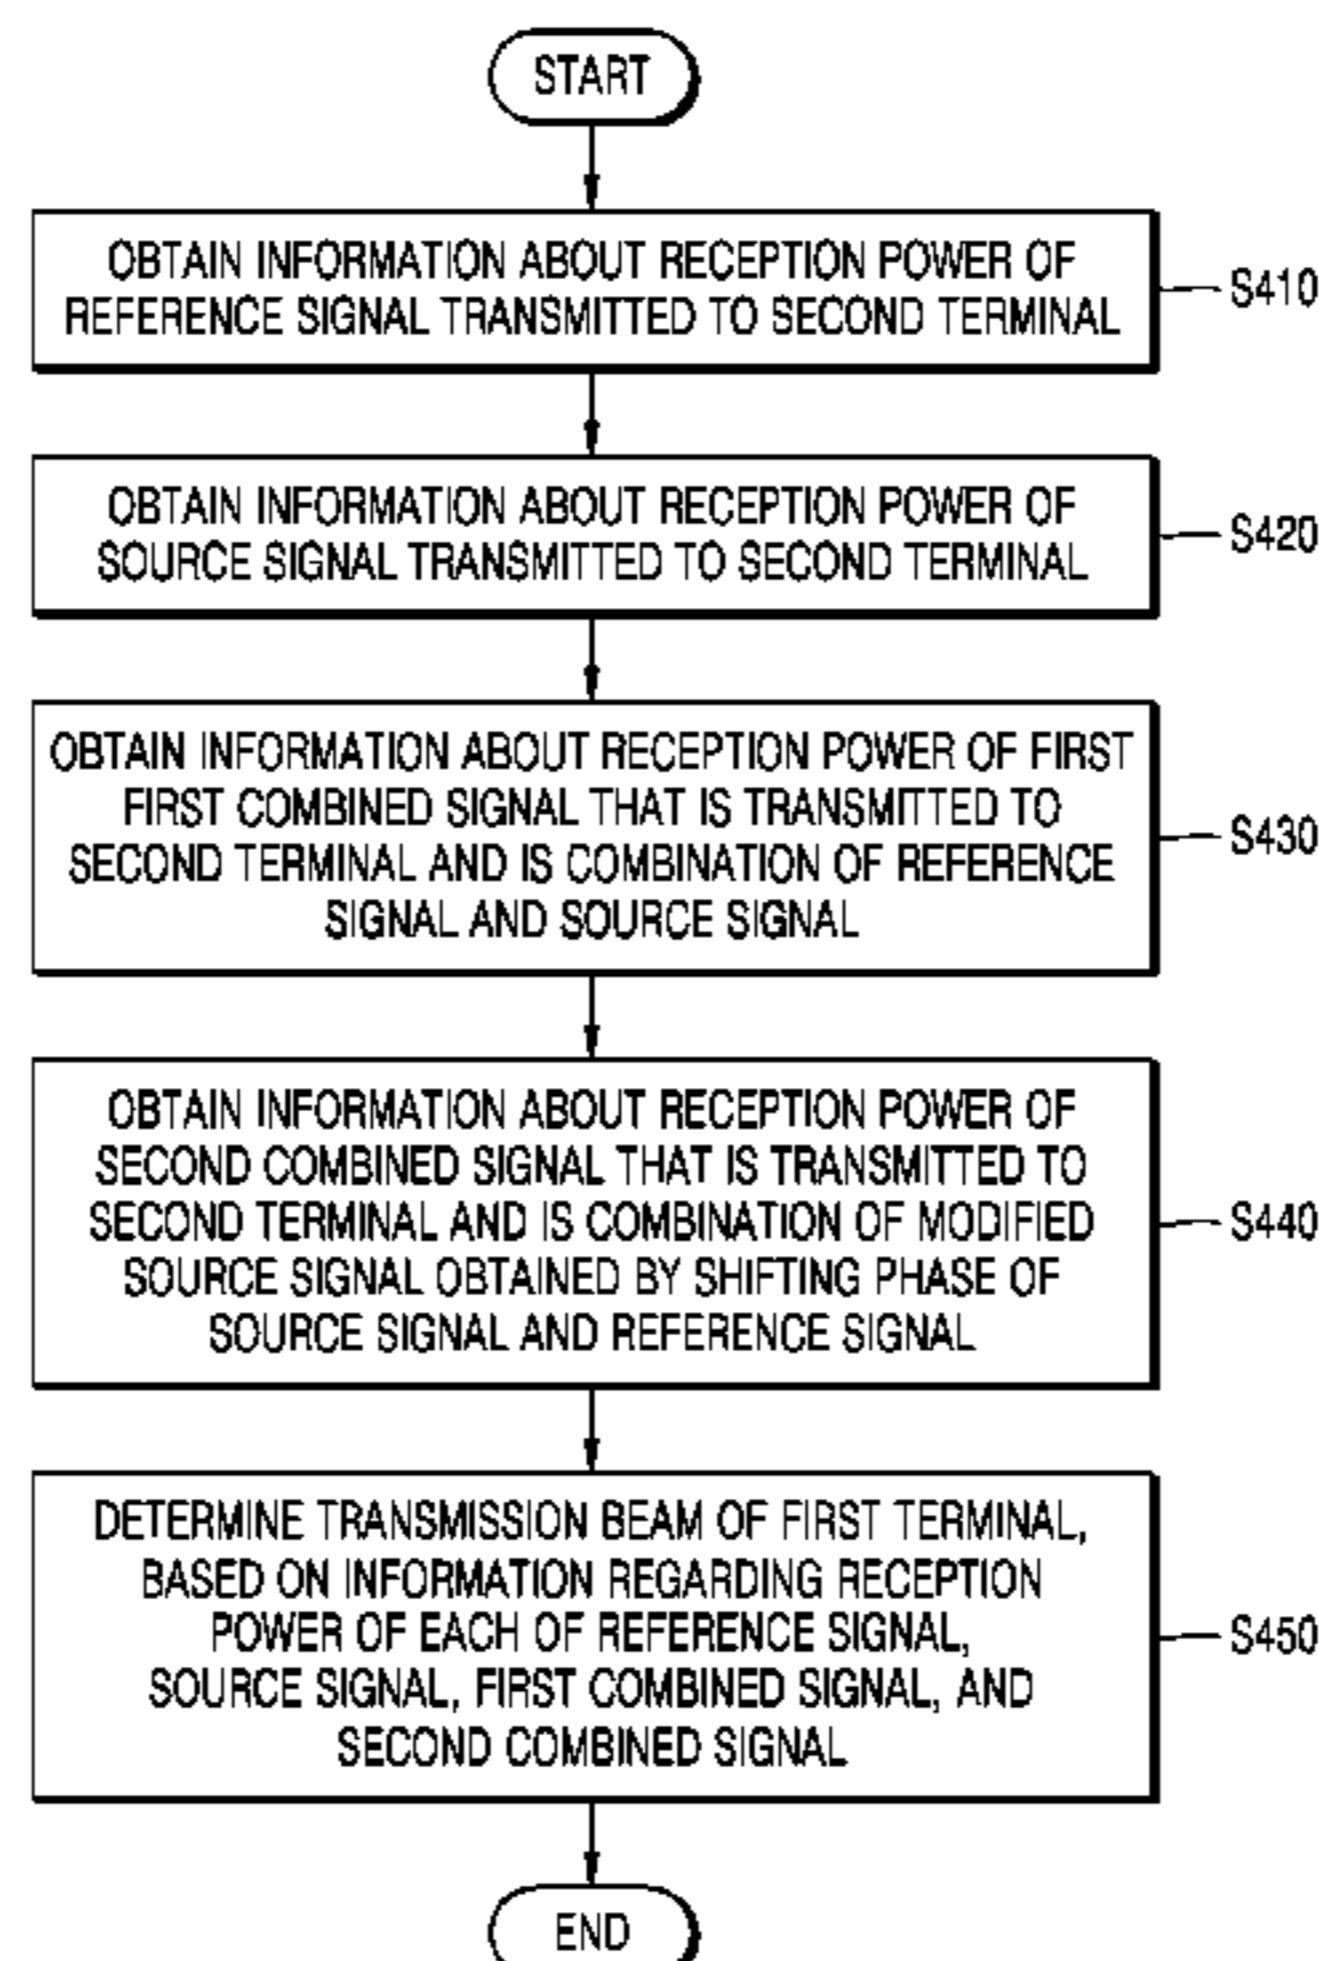 START
OBTAIN INFORMATION ABOUT RECEPTION POWER OF
REFERENCE SIGNAL TRANSMITTED TO SECOND TERMINAL
S410
OBTAIN INFORMATION ABOUT RECEPTION POWER OF
SOURCE SIGNAL TRANSMITTED TO SECOND TERMINAL
S420
OBTAIN INFORMATION ABOUT RECEPTION POWER OF FIRST
FIRST COMBINED SIGNAL THAT IS TRANSMITTED TO
SECOND TERMINAL AND IS COMBINATION OF REFERENCE
SIGNAL AND SOURCE SIGNAL
S430
OBTAIN INFORMATION ABOUT RECEPTION POWER OF
SECOND COMBINED SIGNAL THAT IS TRANSMITTED TO
SECOND TERMINAL AND IS COMBINATION OF MODIFIED
SOURCE SIGNAL OBTAINED BY SHIFTING PHASE OF
SOURCE SIGNAL AND REFERENCE SIGNAL
S440
DETERMINE TRANSMISSION BEAM OF FIRST TERMINAL,
BASED ON INFORMATION REGARDING RECEPTION
POWER OF EACH OF REFERENCE SIGNAL,
SOURCE SIGNAL, FIRST COMBINED SIGNAL, AND
SECOND COMBINED SIGNAL
S450
END